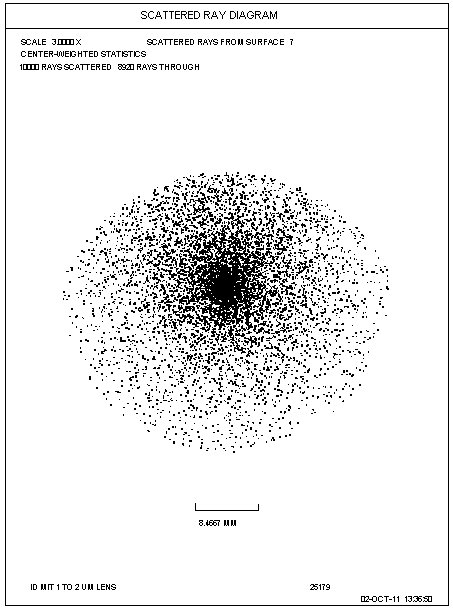 SCATTERED RAY DIAGRAM
SCALE 3.0000 X SCATTERED RAYS FROM SURFACE 7
CENTER-WEIGHTED STATISTICS
10000 RAYS SCATTERED 8920 RAYS THROUGH
8.4667 MM
ID MIT 1 TO 2 UM LENS 25179
02-OCT-11 13:36:50